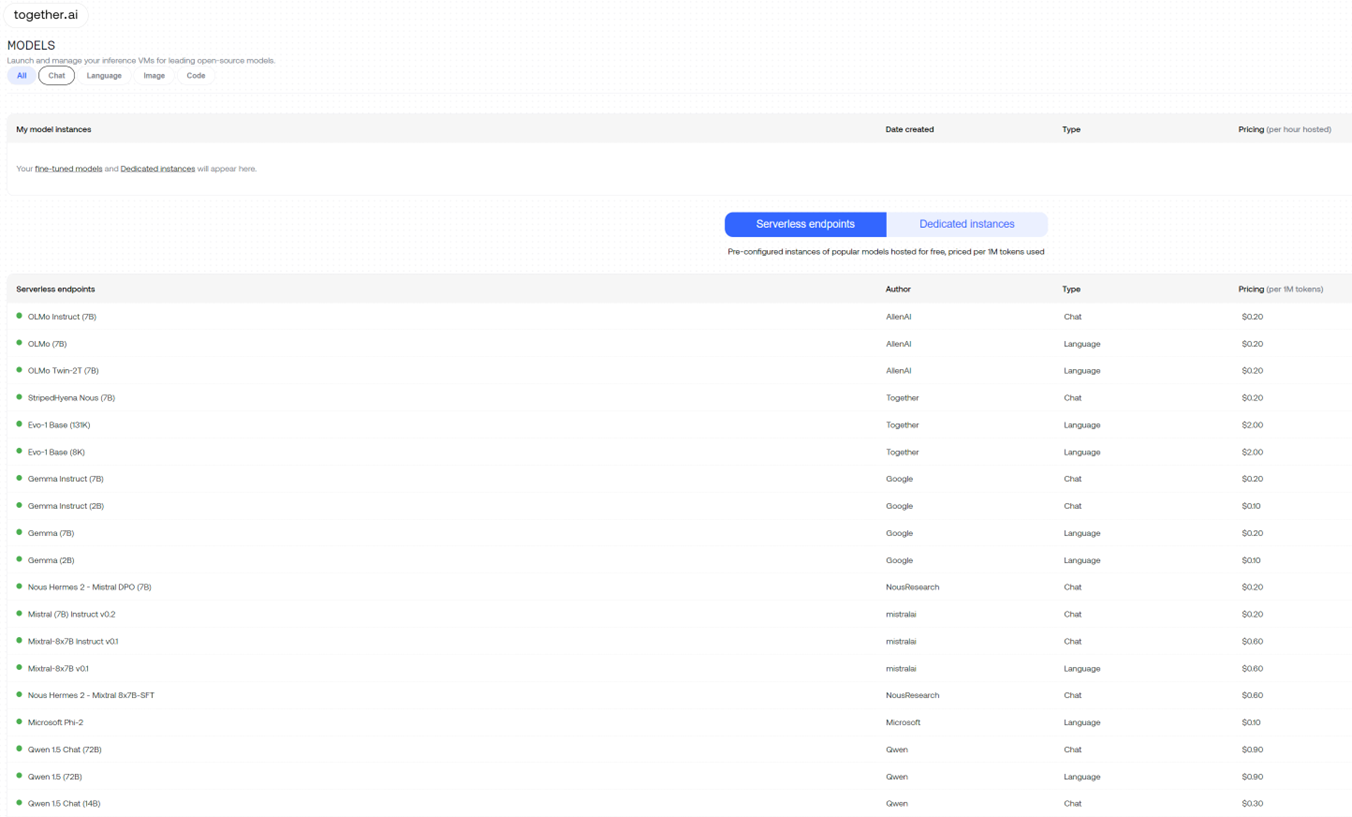 together.ai
MODELS
Launch and manage your inference VMs for leading open-source models.
All Chat Language Image Code
My model instances Date created Type Pricing (per hour hosted)
Your fine-tuned models and Dedicated instances will appear here.
Serverless endpoints Dedicated instances
Pre-configured instances of popular models hosted for free, priced per 1M tokens used
Serverless endpoints Author Type Pricing (per 1M tokens)
OLMo Instruct (7B) AllenAI Chat $0.20
OLMo (7B) AllenAI Language $0.20
OLMo Twin-2T (7B) AllenAI Language $0.20
StripedHyena Nous (7B) Together Chat $0.20
Evo-1 Base (131K) Together Language $2.00
Evo-1 Base (8K) Together Language $2.00
Gemma Instruct (7B) Google Chat $0.20
Gemma Instruct (2B) Google Chat $0.10
Gemma (7B) Google Language $0.20
Gemma (2B) Google Language $0.10
Nous Hermes 2 - Mistral DPO (7B) NousResearch Chat $0.20
Mistral (7B) Instruct v0.2 mistralai Chat $0.20
Mixtral-8x7B Instruct v0.1 mistralai Chat $0.60
Mixtral-8x7B v0.1 mistralai Language $0.60
Nous Hermes 2 - Mixtral 8x7B-SFT NousResearch Chat $0.60
Microsoft Phi-2 Microsoft Language $0.10
Qwen 1.5 Chat (72B) Qwen Chat $0.90
Qwen 1.5 (72B) Qwen Language $0.90
Qwen 1.5 Chat (14B) Qwen Chat $0.30